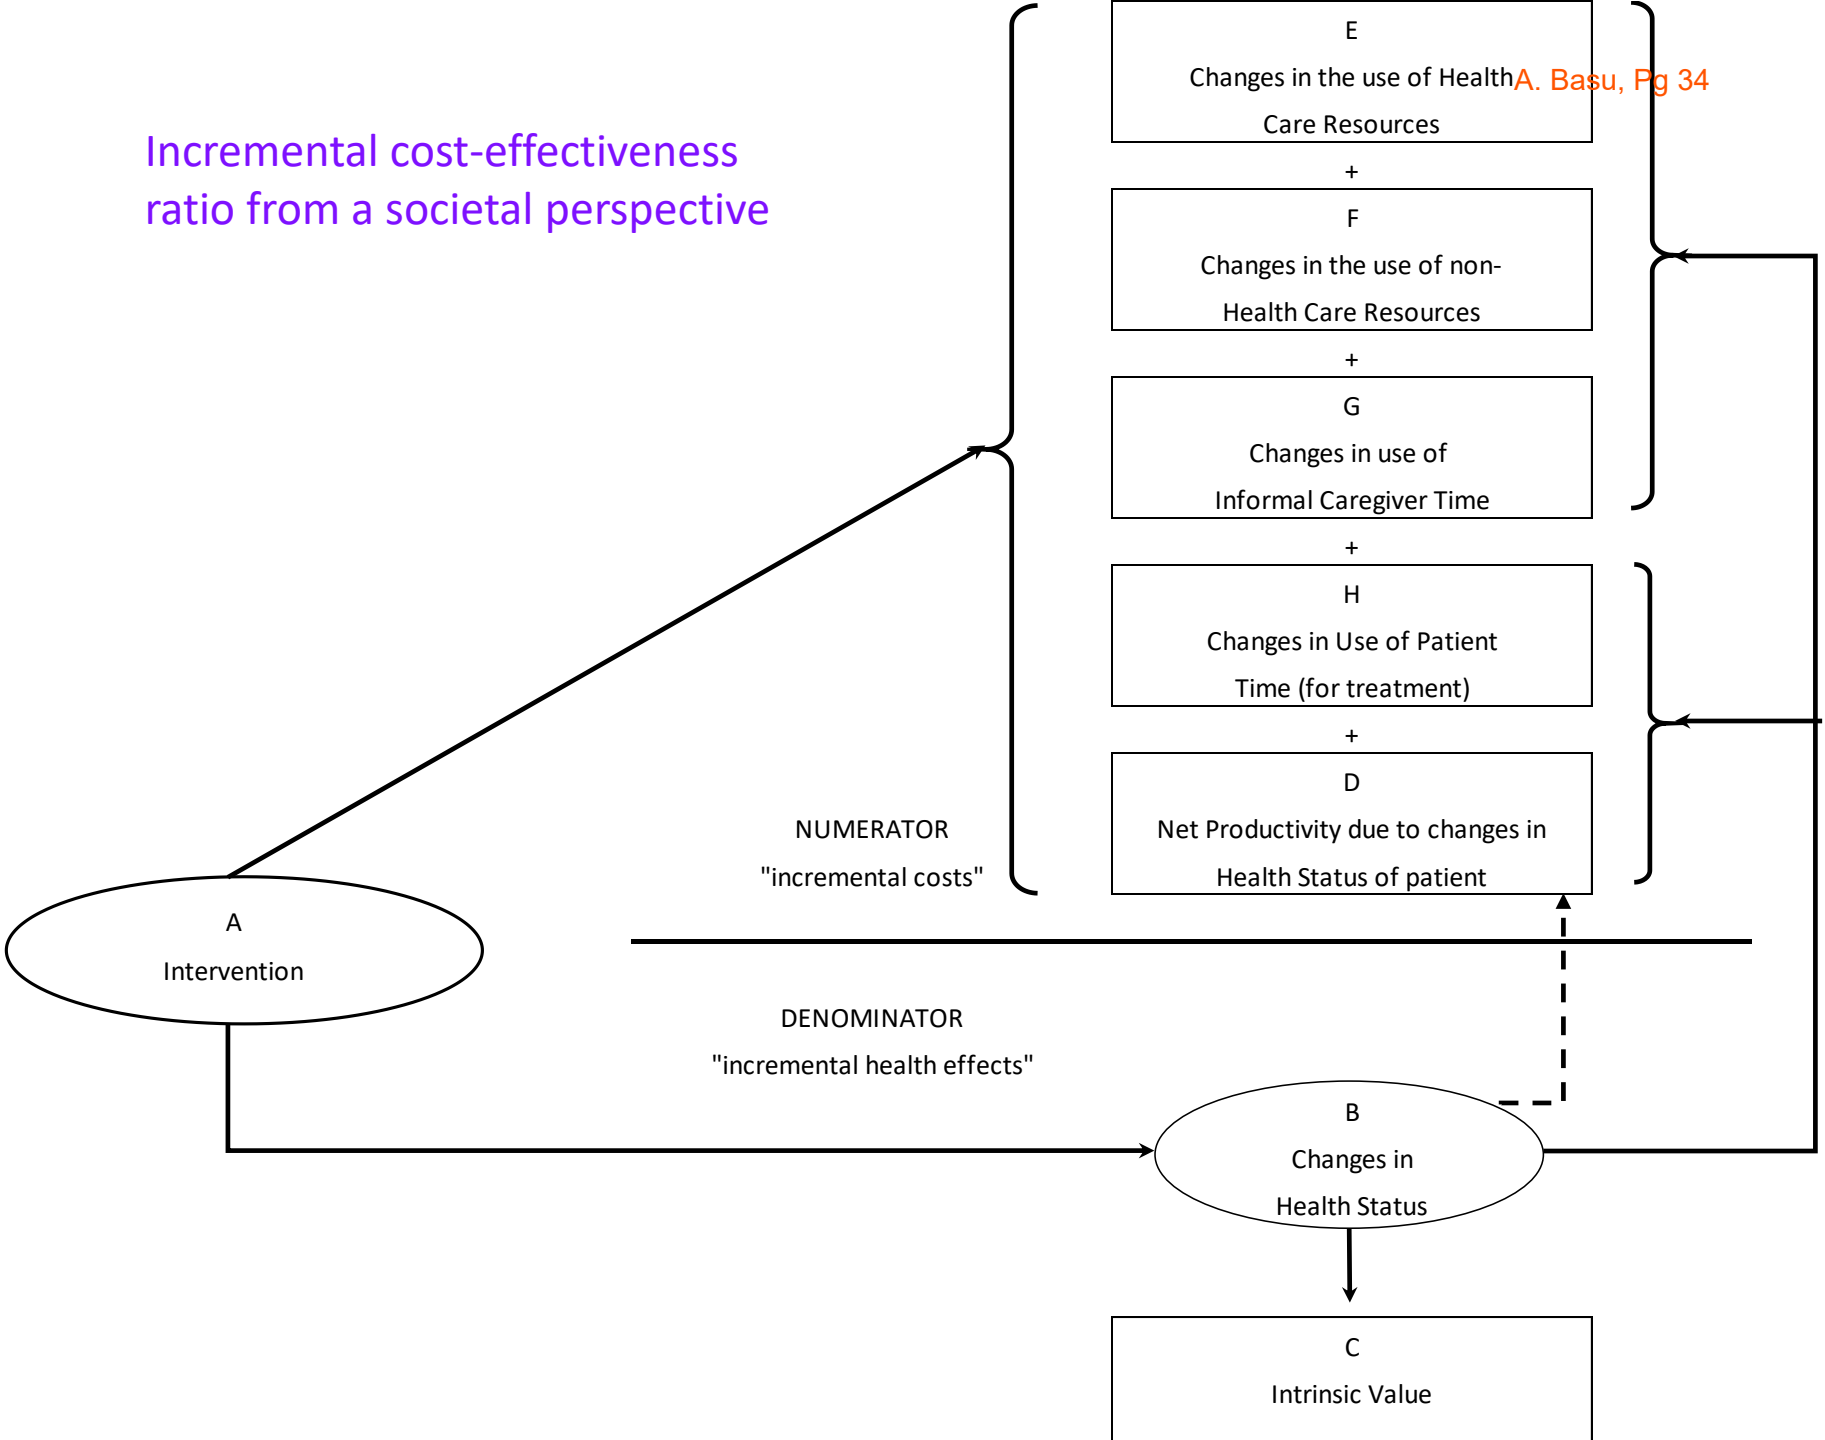 Incremental cost-effectiveness
ratio from a societal perspective
E
Changes in the use of Health
Care Resources
A. Basu, Pg 34
+
F
Changes in the use of non-
Health Care Resources
+
G
Changes in use of
Informal Caregiver Time
+
H
Changes in Use of Patient
Time (for treatment)
+
D
Net Productivity due to changes in
Health Status of patient
NUMERATOR
"incremental costs"
A
Intervention
DENOMINATOR
"incremental health effects"
B
Changes in
Health Status
C
Intrinsic Value